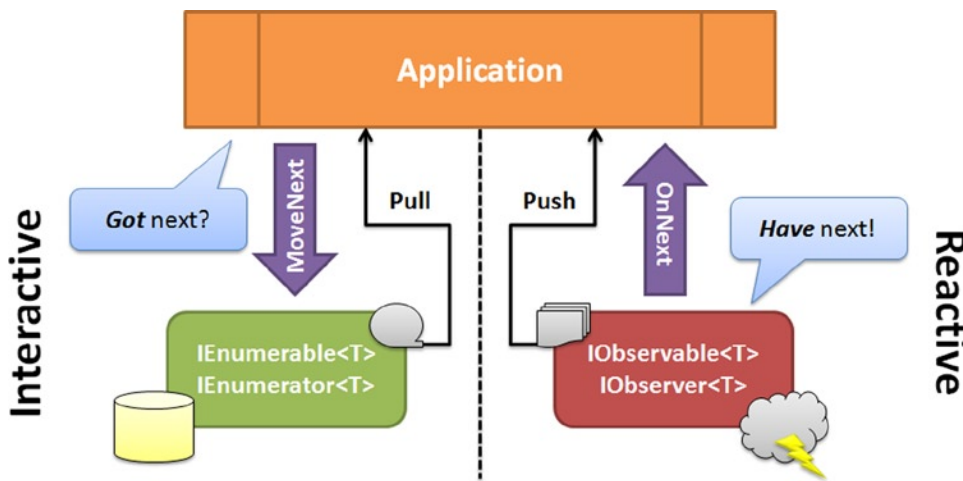 Application
Interactive
Got next?
MoveNext
Pull
Push
OnNext
Have next!
Reactive
IEnumerable<T>
IEnumerator<T>
IObservable<T>
IObserver<T>